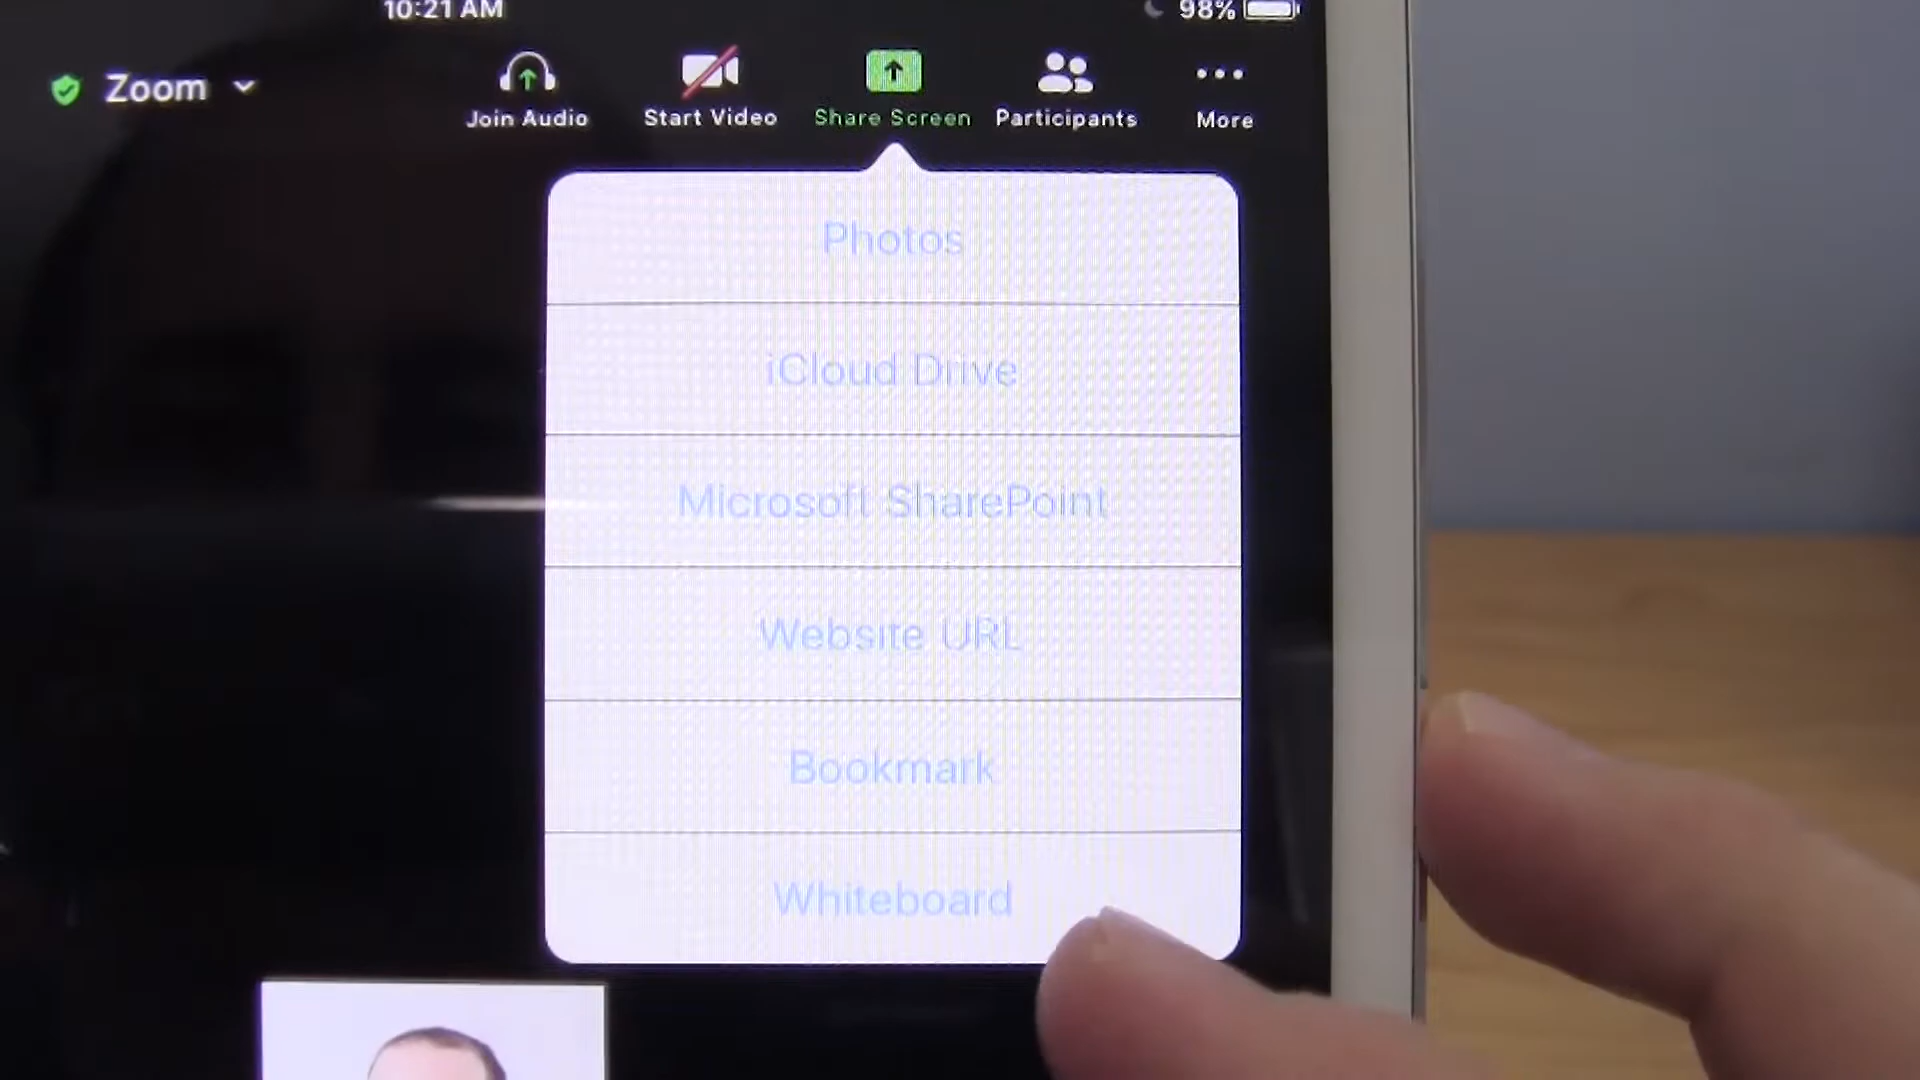 10:21 AM
98%
Zoom
Join Audio
Start Video
Share Screen
Participants
More
Photos
iCloud Drive
Microsoft SharePoint
Website URL
Bookmark
Whiteboard